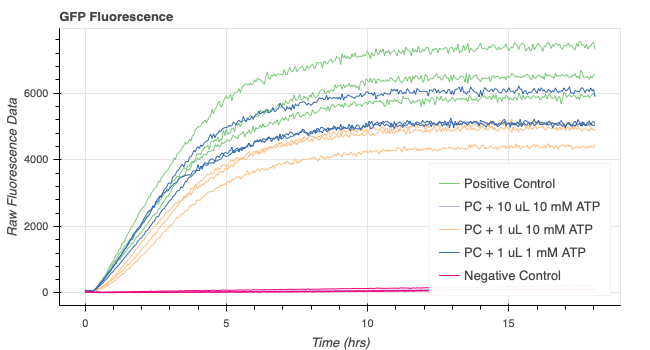 GFP Fluorescence
Raw Fluorescence Data
6000
4000
2000
0
Positive Control
PC + 10 uL 10 mM ATP
PC + 1 uL 10 mM ATP
PC + 1 uL 1 mM ATP
Negative Control
0
5
10
15
Time (hrs)